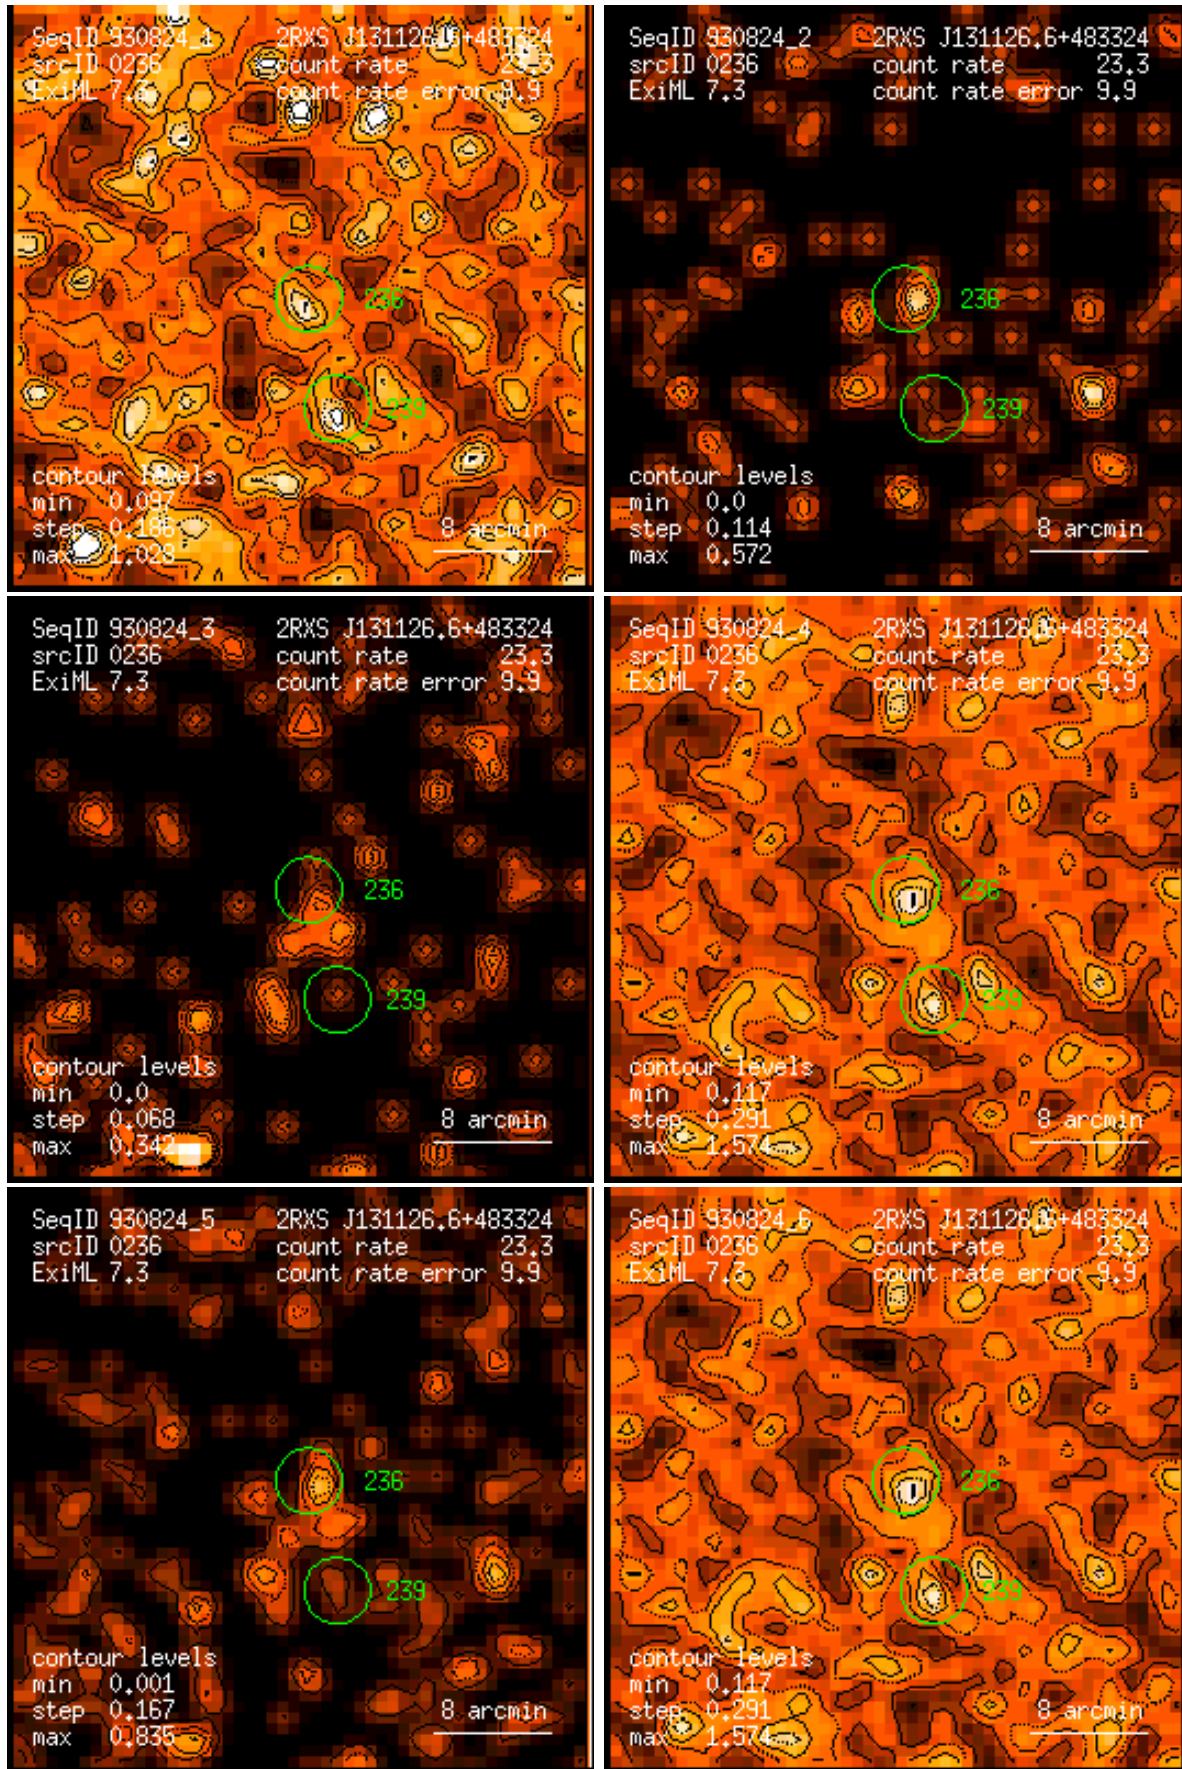 SeqID 930824_1 2RXS J131126.6+483324
srcID 0236 count rate 23.3
ExiML 7.3 count rate error 9.9
236
239
contour levels
min 0.097
step 0.186
max 1.028
8 arcmin
SeqID 930824_2 2RXS J131126.6+483324
srcID 0236 count rate 23.3
ExiML 7.3 count rate error 9.9
236
239
contour levels
min 0.0
step 0.114
max 0.572
8 arcmin
SeqID 930824_3 2RXS J131126.6+483324
srcID 0236 count rate 23.3
ExiML 7.3 count rate error 9.9
236
239
contour levels
min 0.0
step 0.068
max 0.342
8 arcmin
SeqID 930824_4 2RXS J131126.6+483324
srcID 0236 count rate 23.3
ExiML 7.3 count rate error 9.9
236
239
contour levels
min 0.117
step 0.291
max 1.574
8 arcmin
SeqID 930824_5 2RXS J131126.6+483324
srcID 0236 count rate 23.3
ExiML 7.3 count rate error 9.9
236
239
contour levels
min 0.001
step 0.167
max 0.835
8 arcmin
SeqID 930824_6 2RXS J131126.6+483324
srcID 0236 count rate 23.3
ExiML 7.3 count rate error 9.9
236
239
contour levels
min 0.117
step 0.291
max 1.574
8 arcmin